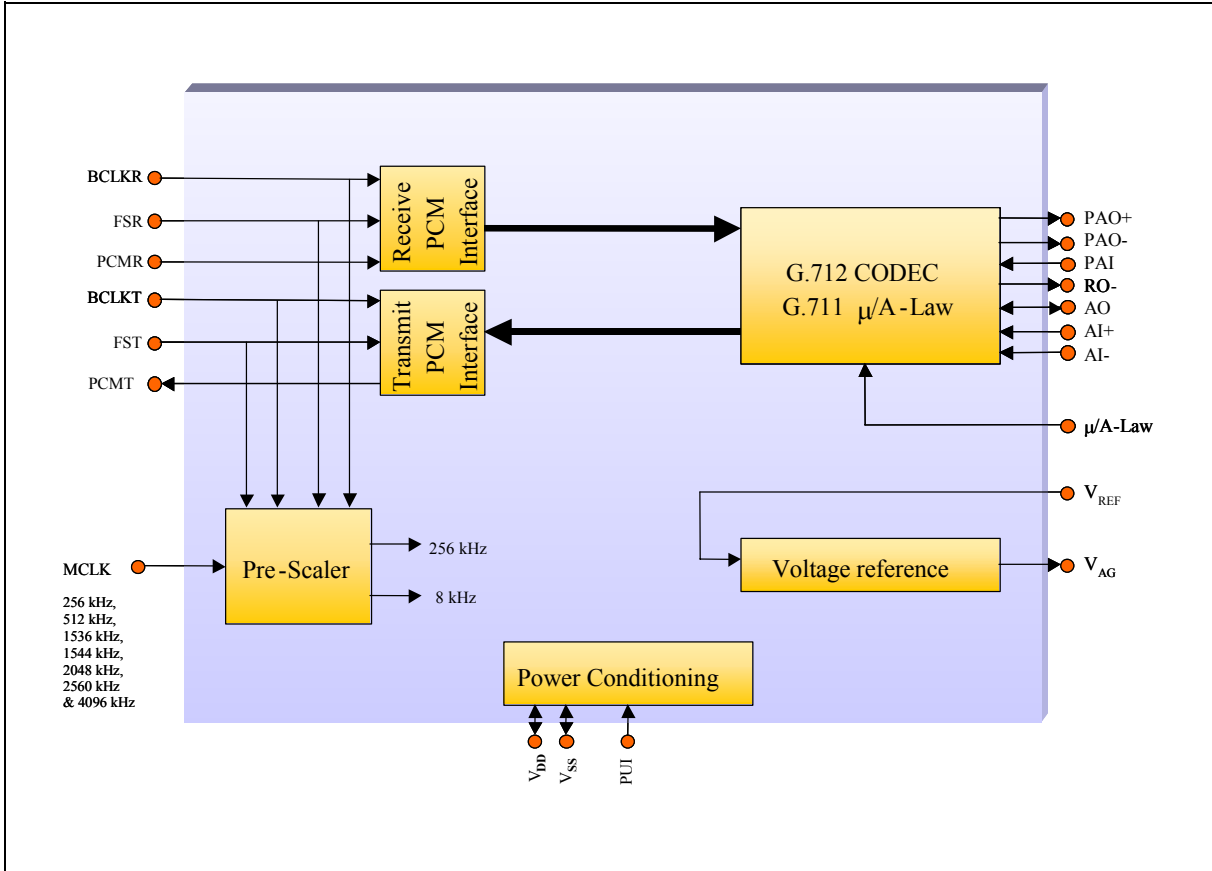 BCLKR
FSR
PCMR
BCLKT
FST
PCMT
Receive
PCM
Interface
Transmit
PCM
Interface
G.712 CODEC
G.711 μ/A-Law
PAO+
PAO-
PAI
RO-
AO
AI+
AI-
μ/A-Law
VREF
VAG
Voltage reference
MCLK
256 kHz,
512 kHz,
1536 kHz,
1544 kHz,
2048 kHz,
2560 kHz
& 4096 kHz
Pre-Scaler
256 kHz
8 kHz
Power Conditioning
VDD
VSS
PUI